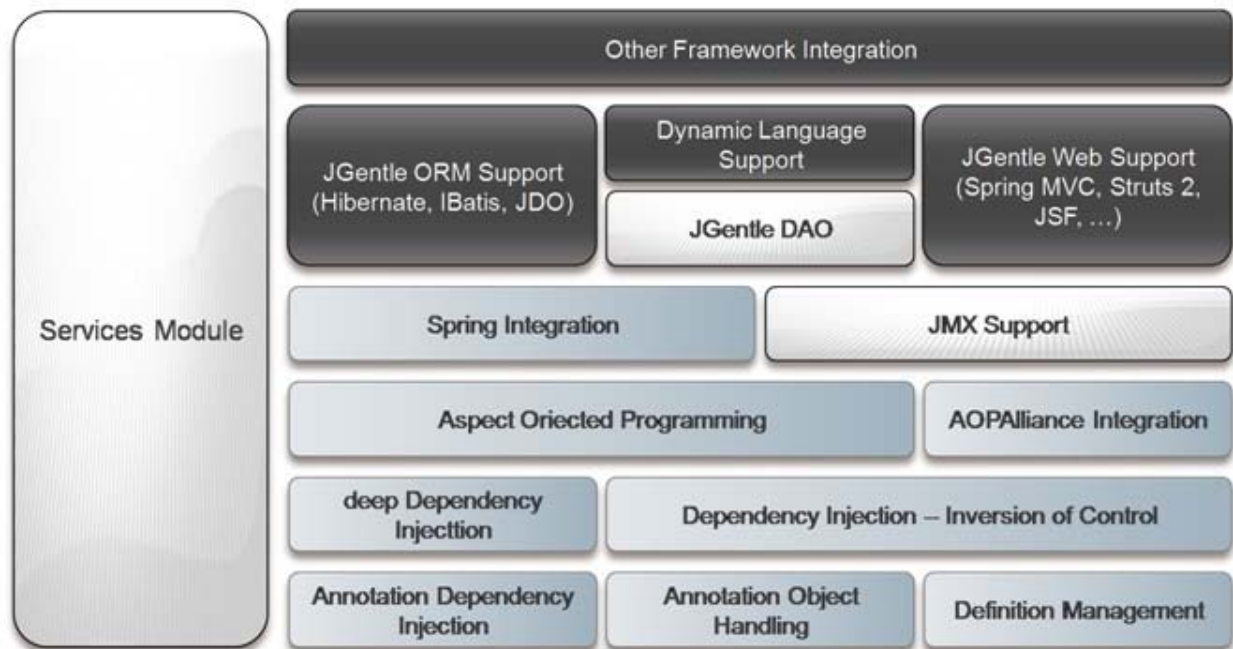 Services Module
Other Framework Integration
JGentle ORM Support
(Hibernate, IBatis, JDO)
Dynamic Language
Support
JGentle DAO
JGentle Web Support
(Spring MVC, Struts 2,
JSF, ...)
Spring Integration
JMX Support
Aspect Oriected Programming
AOPAlliance Integration
deep Dependency
Injecttion
Dependency Injection – Inversion of Control
Annotation Dependency
Injection
Annotation Object
Handling
Definition Management